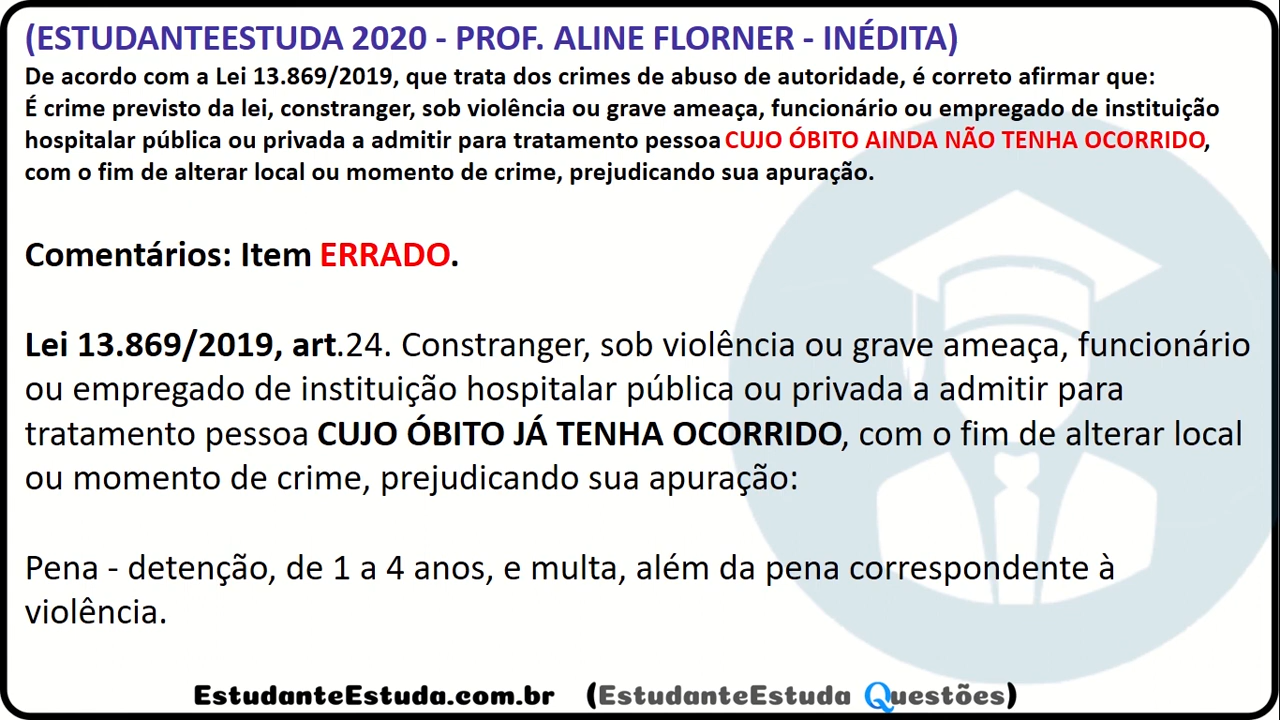 (ESTUDANTEESTUDA 2020 - PROF. ALINE FLORNER - INÉDITA)
De acordo com a Lei 13.869/2019, que trata dos crimes de abuso de autoridade, é correto afirmar que:
É crime previsto da lei, constranger, sob violência ou grave ameaça, funcionário ou empregado de instituição
hospitalar pública ou privada a admitir para tratamento pessoa CUJO ÓBITO AINDA NÃO TENHA OCORRIDO,
com o fim de alterar local ou momento de crime, prejudicando sua apuração.
Comentários: Item ERRADO.
Lei 13.869/2019, art.24. Constranger, sob violência ou grave ameaça, funcionário
ou empregado de instituição hospitalar pública ou privada a admitir para
tratamento pessoa CUJO ÓBITO JÁ TENHA OCORRIDO, com o fim de alterar local
ou momento de crime, prejudicando sua apuração:
Pena - detenção, de 1 a 4 anos, e multa, além da pena correspondente à
violência.
EstudanteEstuda.com.br (EstudanteEstuda Questões)